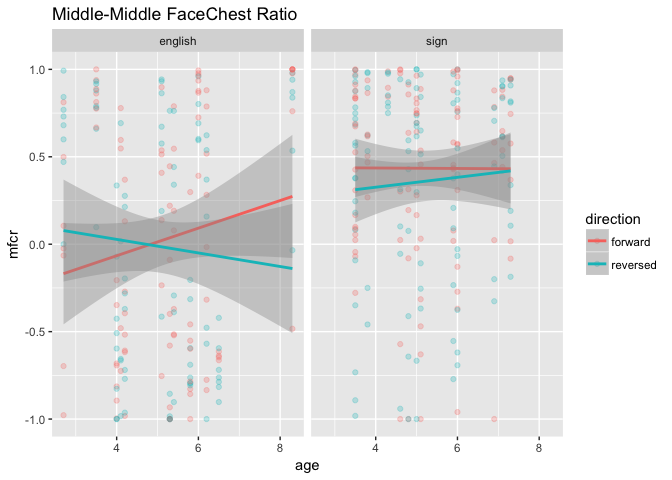 Middle-Middle FaceChest Ratio
english
sign
mfcr
1.0
0.5
0.0
-0.5
-1.0
4
6
8
4
6
8
age
direction
forward
reversed